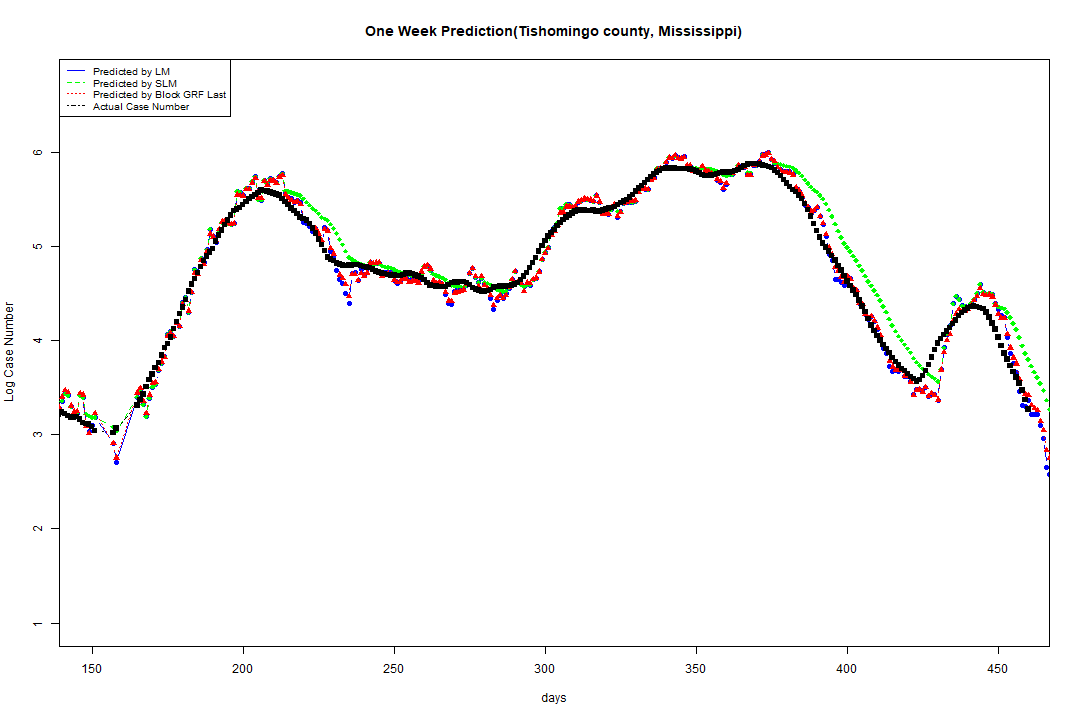 One Week Prediction(Tishomingo county, Mississippi)
Predicted by LM
Predicted by SLM
Predicted by Block GRF Last
Actual Case Number
6
5
4
3
2
1
Log Case Number
150 200 250 300 350 400 450
days